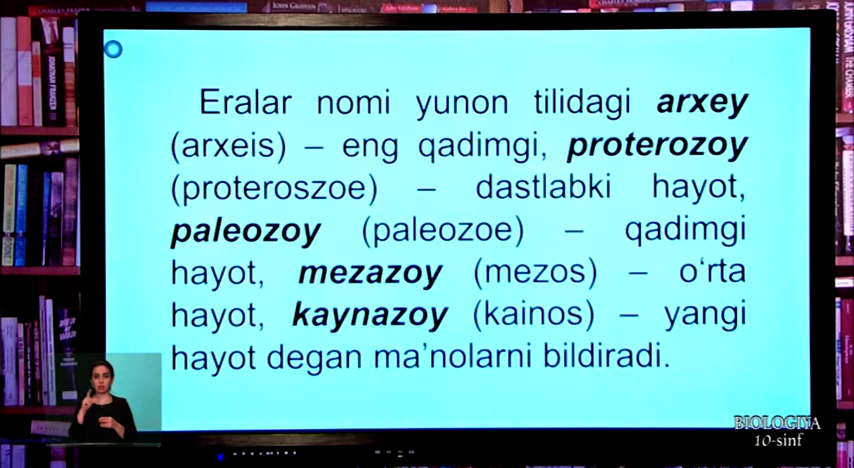 Eralar nomi yunon tilidagi arxey
(arxeis) – eng qadimgi, proterozoy
(proteroszoe) – dastlabki hayot,
paleozoy (paleozoe) – qadimgi
hayot, mezazoy (mezos) – o‘rta
hayot, kaynazoy (kainos) – yangi
hayot degan ma’nolarni bildiradi.
BIOLOGIYA
10-sinf